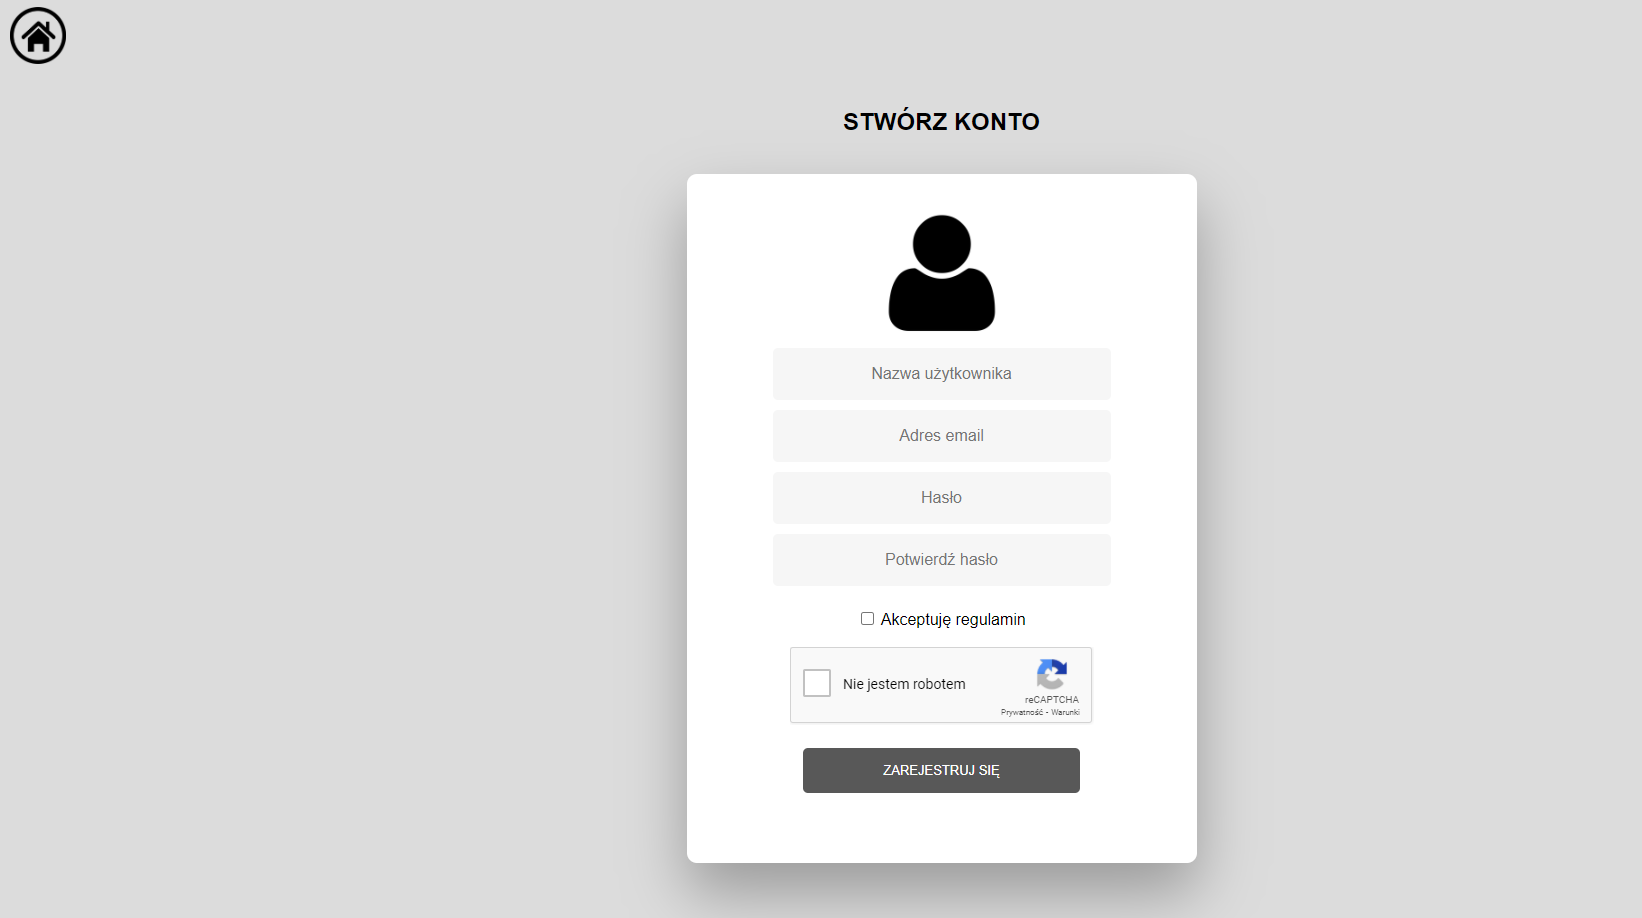 STWÓRZ KONTO
Nazwa użytkownika
Adres email
Hasło
Potwierdź hasło
Akceptuję regulamin
Nie jestem robotem
reCAPTCHA
Prywatność - Warunki
ZAREJESTRUJ SIĘ